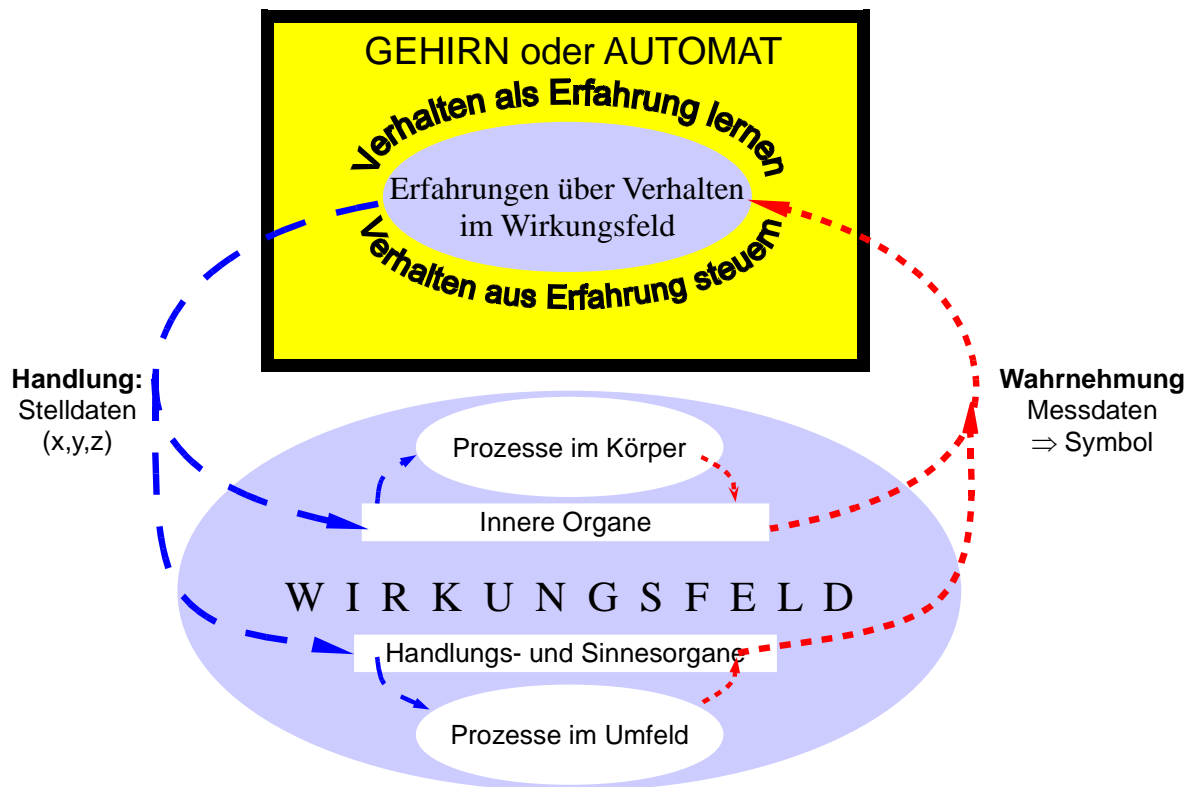 GEHIRN oder AUTOMAT
Verhalten als Erfahrung lernen
Erfahrungen über Verhalten
im Wirkungsfeld
Verhalten aus Erfahrung steuern
Handlung:
Stelldaten
(x,y,z)
Wahrnehmung
Messdaten
⇒ Symbol
Prozesse im Körper
Innere Organe
W I R K U N G S F E L D
Handlungs- und Sinnesorgane
Prozesse im Umfeld